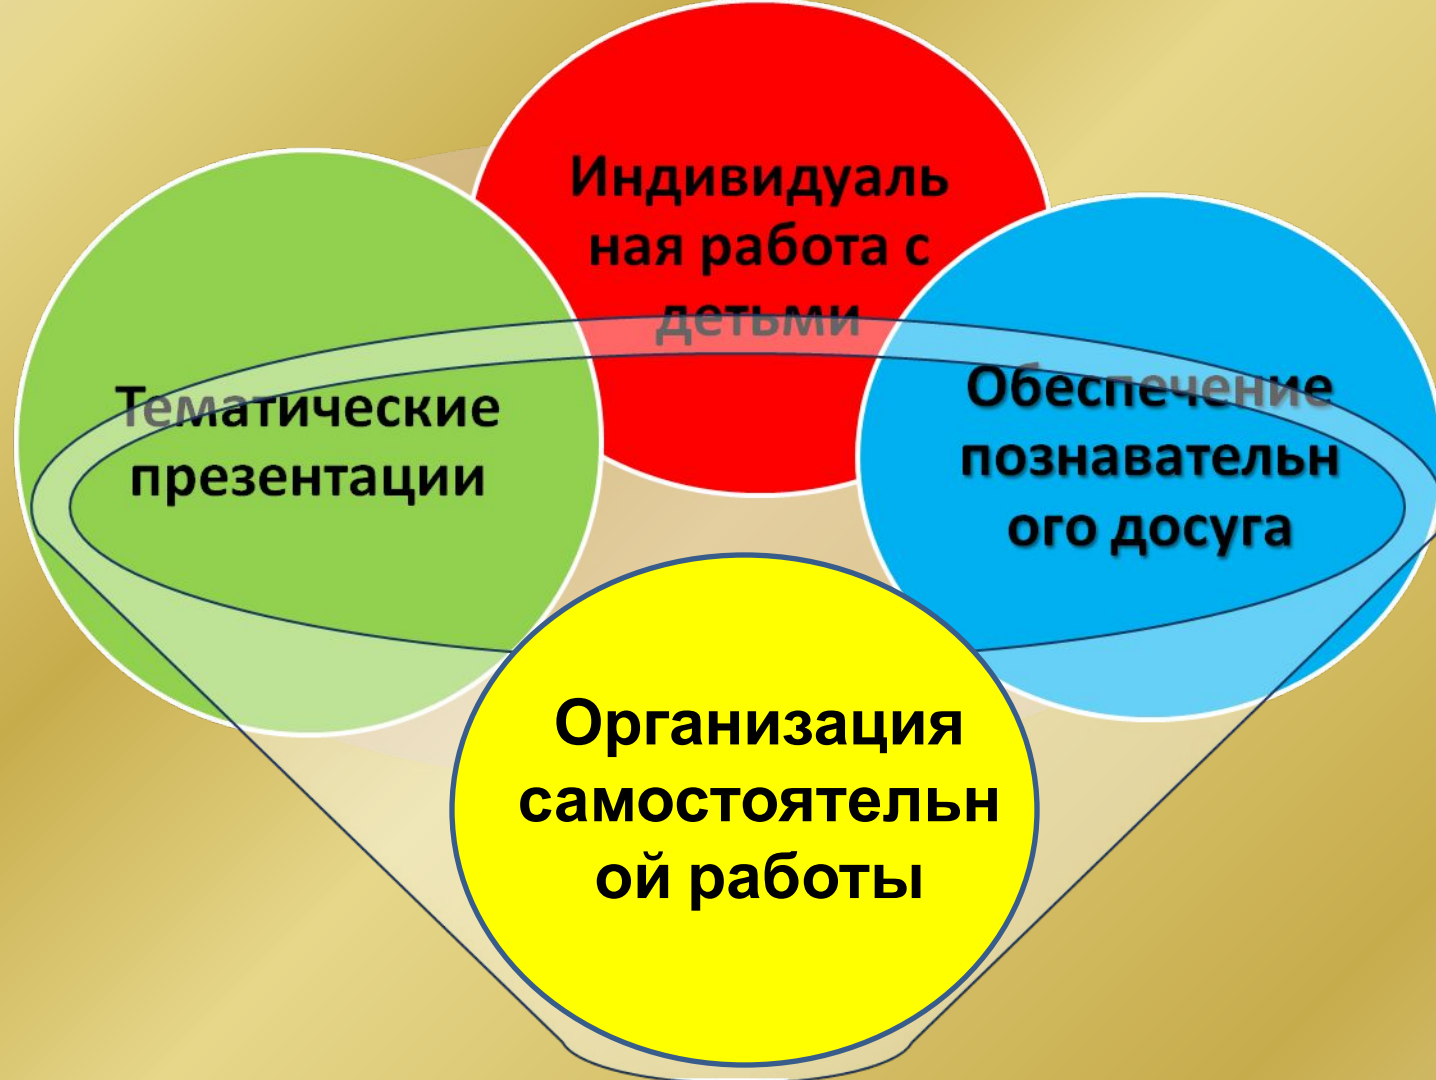 Индивидуаль
ная работа с
детьми
Тематические
презентации
Обеспечение
познавательн
ого досуга
Организация
самостоятельн
ой работы